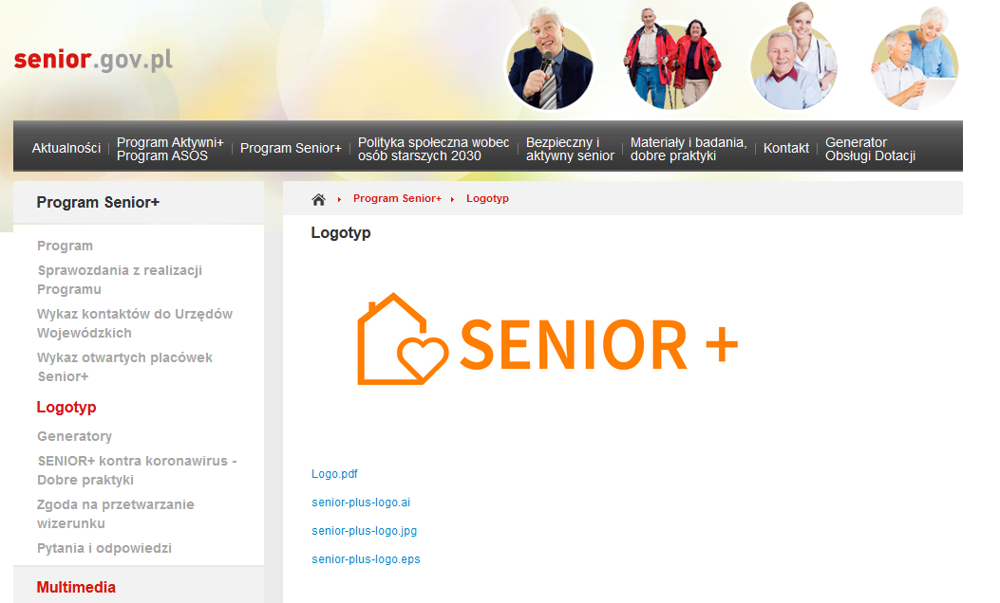 senior.gov.pl
Aktualności
Program Aktywni+
Program ASOS
Program Senior+
Polityka społeczna wobec
osób starszych 2030
Bezpieczny i
aktywny senior
Materiały i badania,
dobre praktyki
Kontakt
Generator
Obsługi Dotacji
Program Senior+
Program
Sprawozdania z realizacji
Programu
Wykaz kontaktów do Urzędów
Wojewódzkich
Wykaz otwartych placówek
Senior+
Logotyp
Generatory
SENIOR+ kontra koronawirus -
Dobre praktyki
Zgoda na przetwarzanie
wizerunku
Pytania i odpowiedzi
Multimedia
Program Senior+ Logotyp
Logotyp
SENIOR +
Logo.pdf
senior-plus-logo.ai
senior-plus-logo.jpg
senior-plus-logo.eps